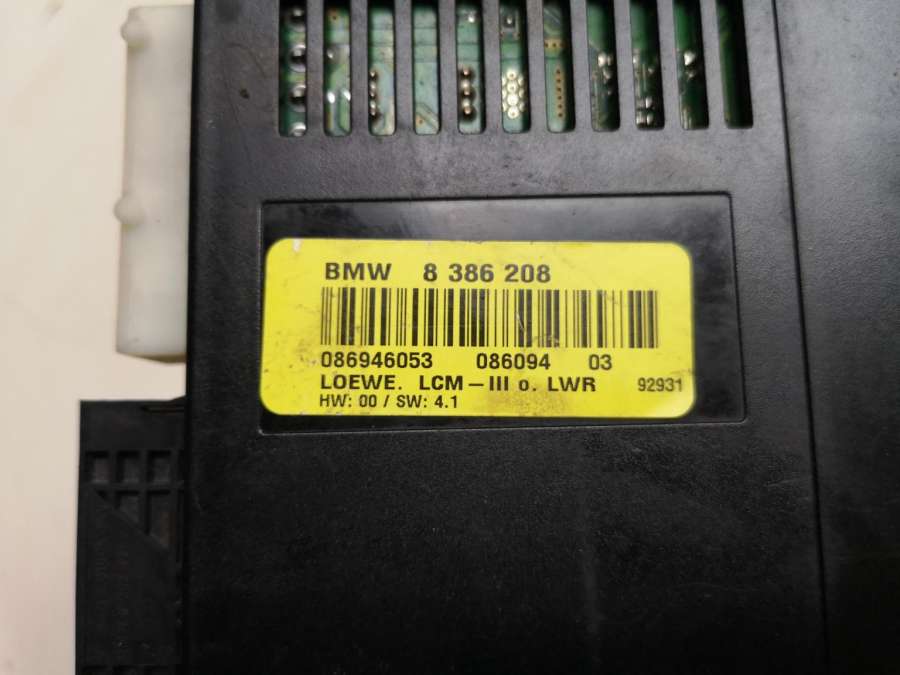 BMW 8 386 208
086946053 086094 03
LOEWE. LCM-III o. LWR 92931
HW: 00 / SW: 4.1